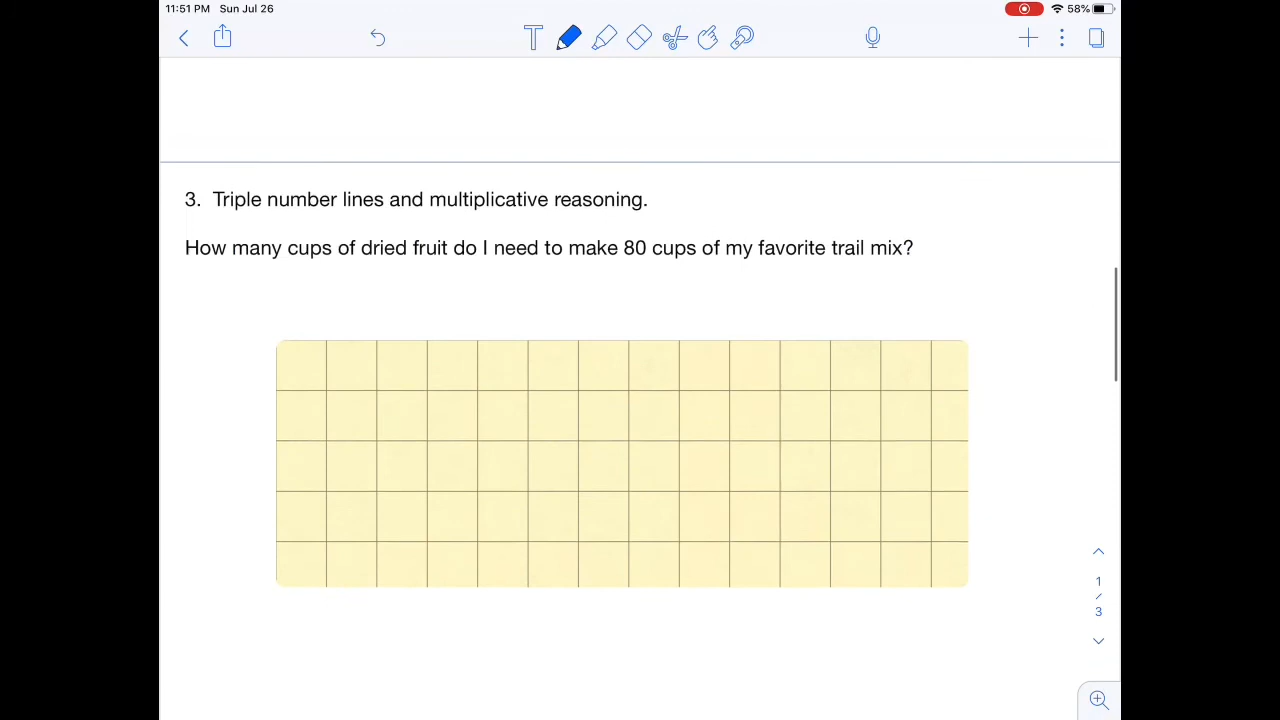 11:51 PM Sun Jul 26
58%
T
3. Triple number lines and multiplicative reasoning.
How many cups of dried fruit do I need to make 80 cups of my favorite trail mix?
1
/
3